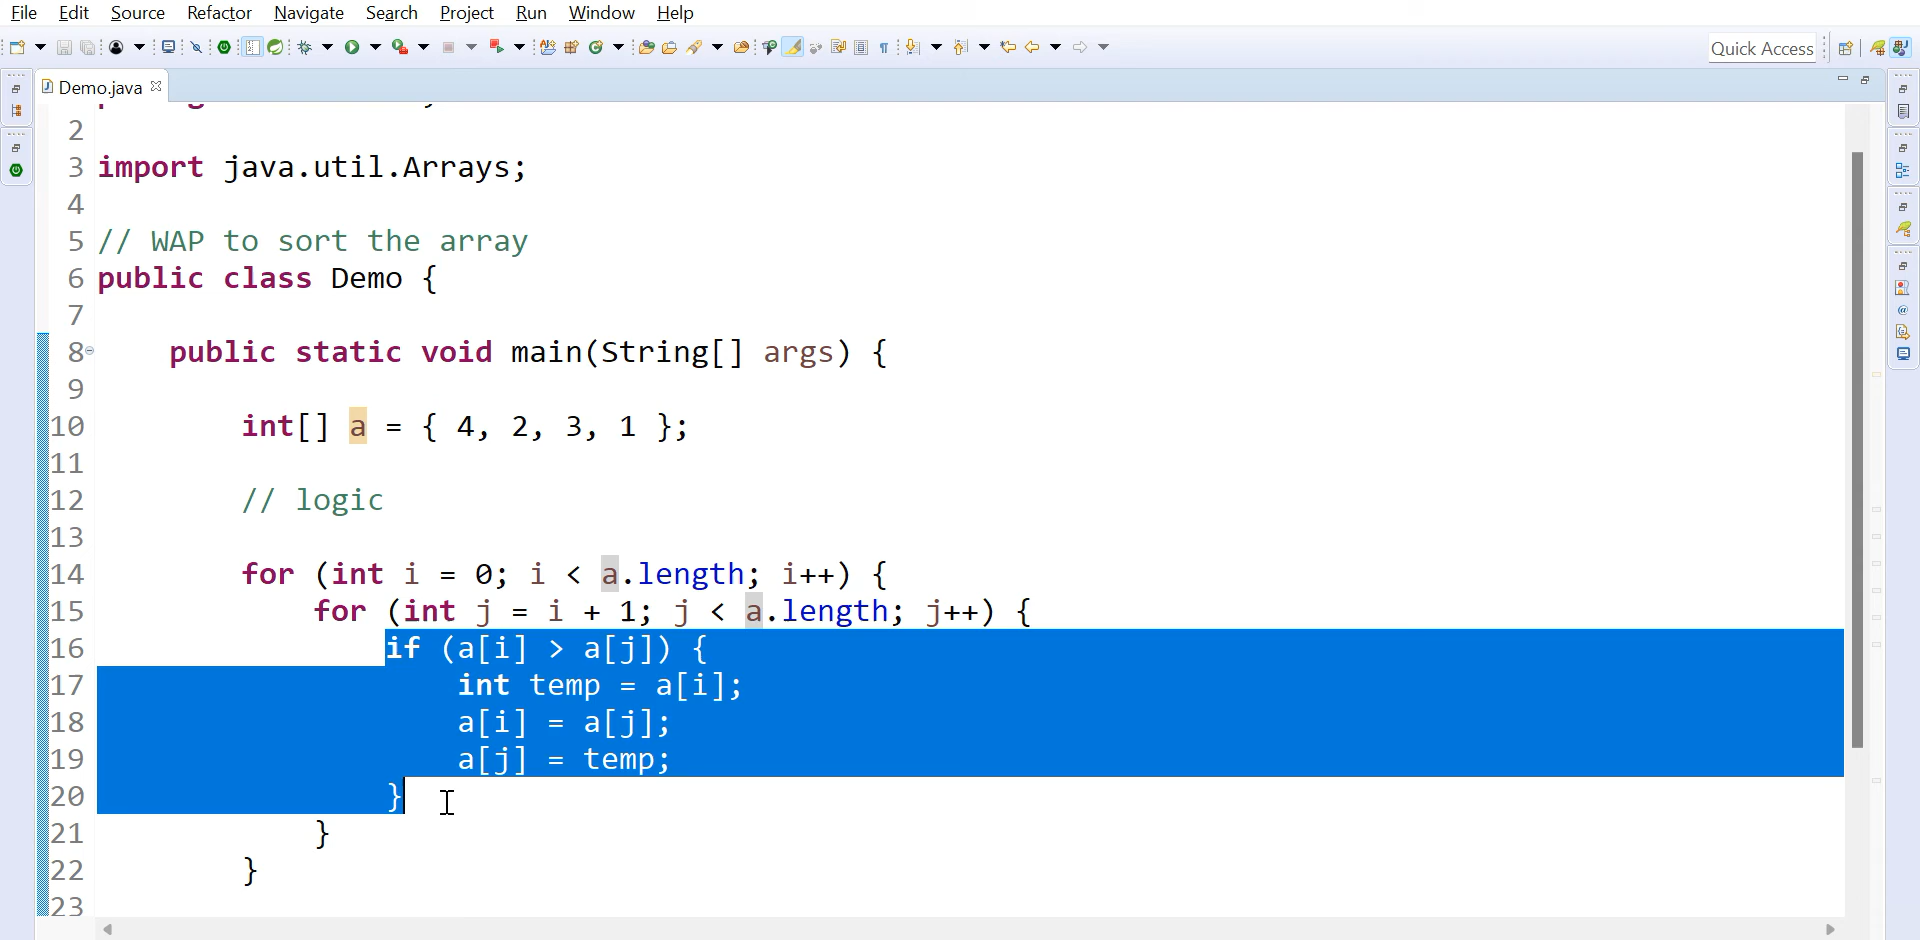 File Edit Source Refactor Navigate Search Project Run Window Help
Quick Access
Demo.java
2
3 import java.util.Arrays;
4
5 // WAP to sort the array
6 public class Demo {
7
8 public static void main(String[] args) {
9
10 int[] a = { 4, 2, 3, 1 };
11
12 // logic
13
14 for (int i = 0; i < a.length; i++) {
15 for (int j = i + 1; j < a.length; j++) {
16 if (a[i] > a[j]) {
17 int temp = a[i];
18 a[i] = a[j];
19 a[j] = temp;
20 }
21 }
22 }
23